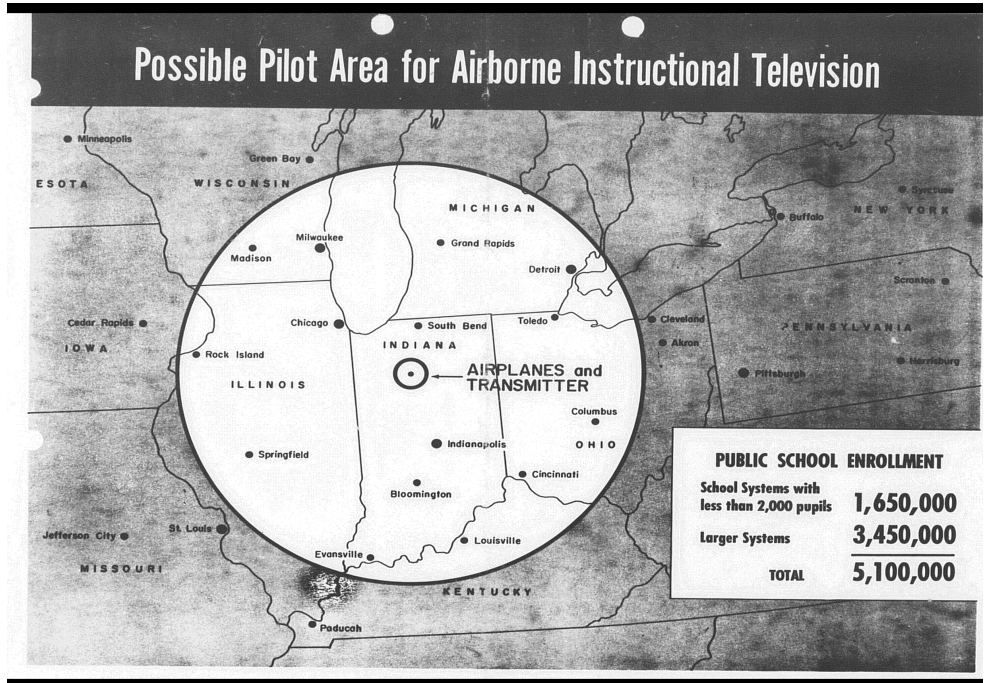 Possible Pilot Area for Airborne Instructional Television
Minneapolis
Green Bay
ESOTA
WISCONSIN
Syracuse
MICHIGAN
NEW YORK
Buffalo
Milwaukee
Grand Rapids
Madison
Detroit
Scranton
Cedar Rapids
Chicago
South Bend
Toledo
Cleveland
PENNSYLVANIA
IOWA
INDIANA
Akron
Rock Island
Harrisburg
AIRPLANES and
TRANSMITTER
Pittsburgh
ILLINOIS
Columbus
Indianapolis
OHIO
Springfield
Cincinnati
Bloomington
PUBLIC SCHOOL ENROLLMENT
School Systems with
less than 2,000 pupils 1,650,000
Larger Systems 3,450,000
TOTAL 5,100,000
St. Louis
Jefferson City
Louisville
Evansville
MISSOURI
KENTUCKY
Paducah